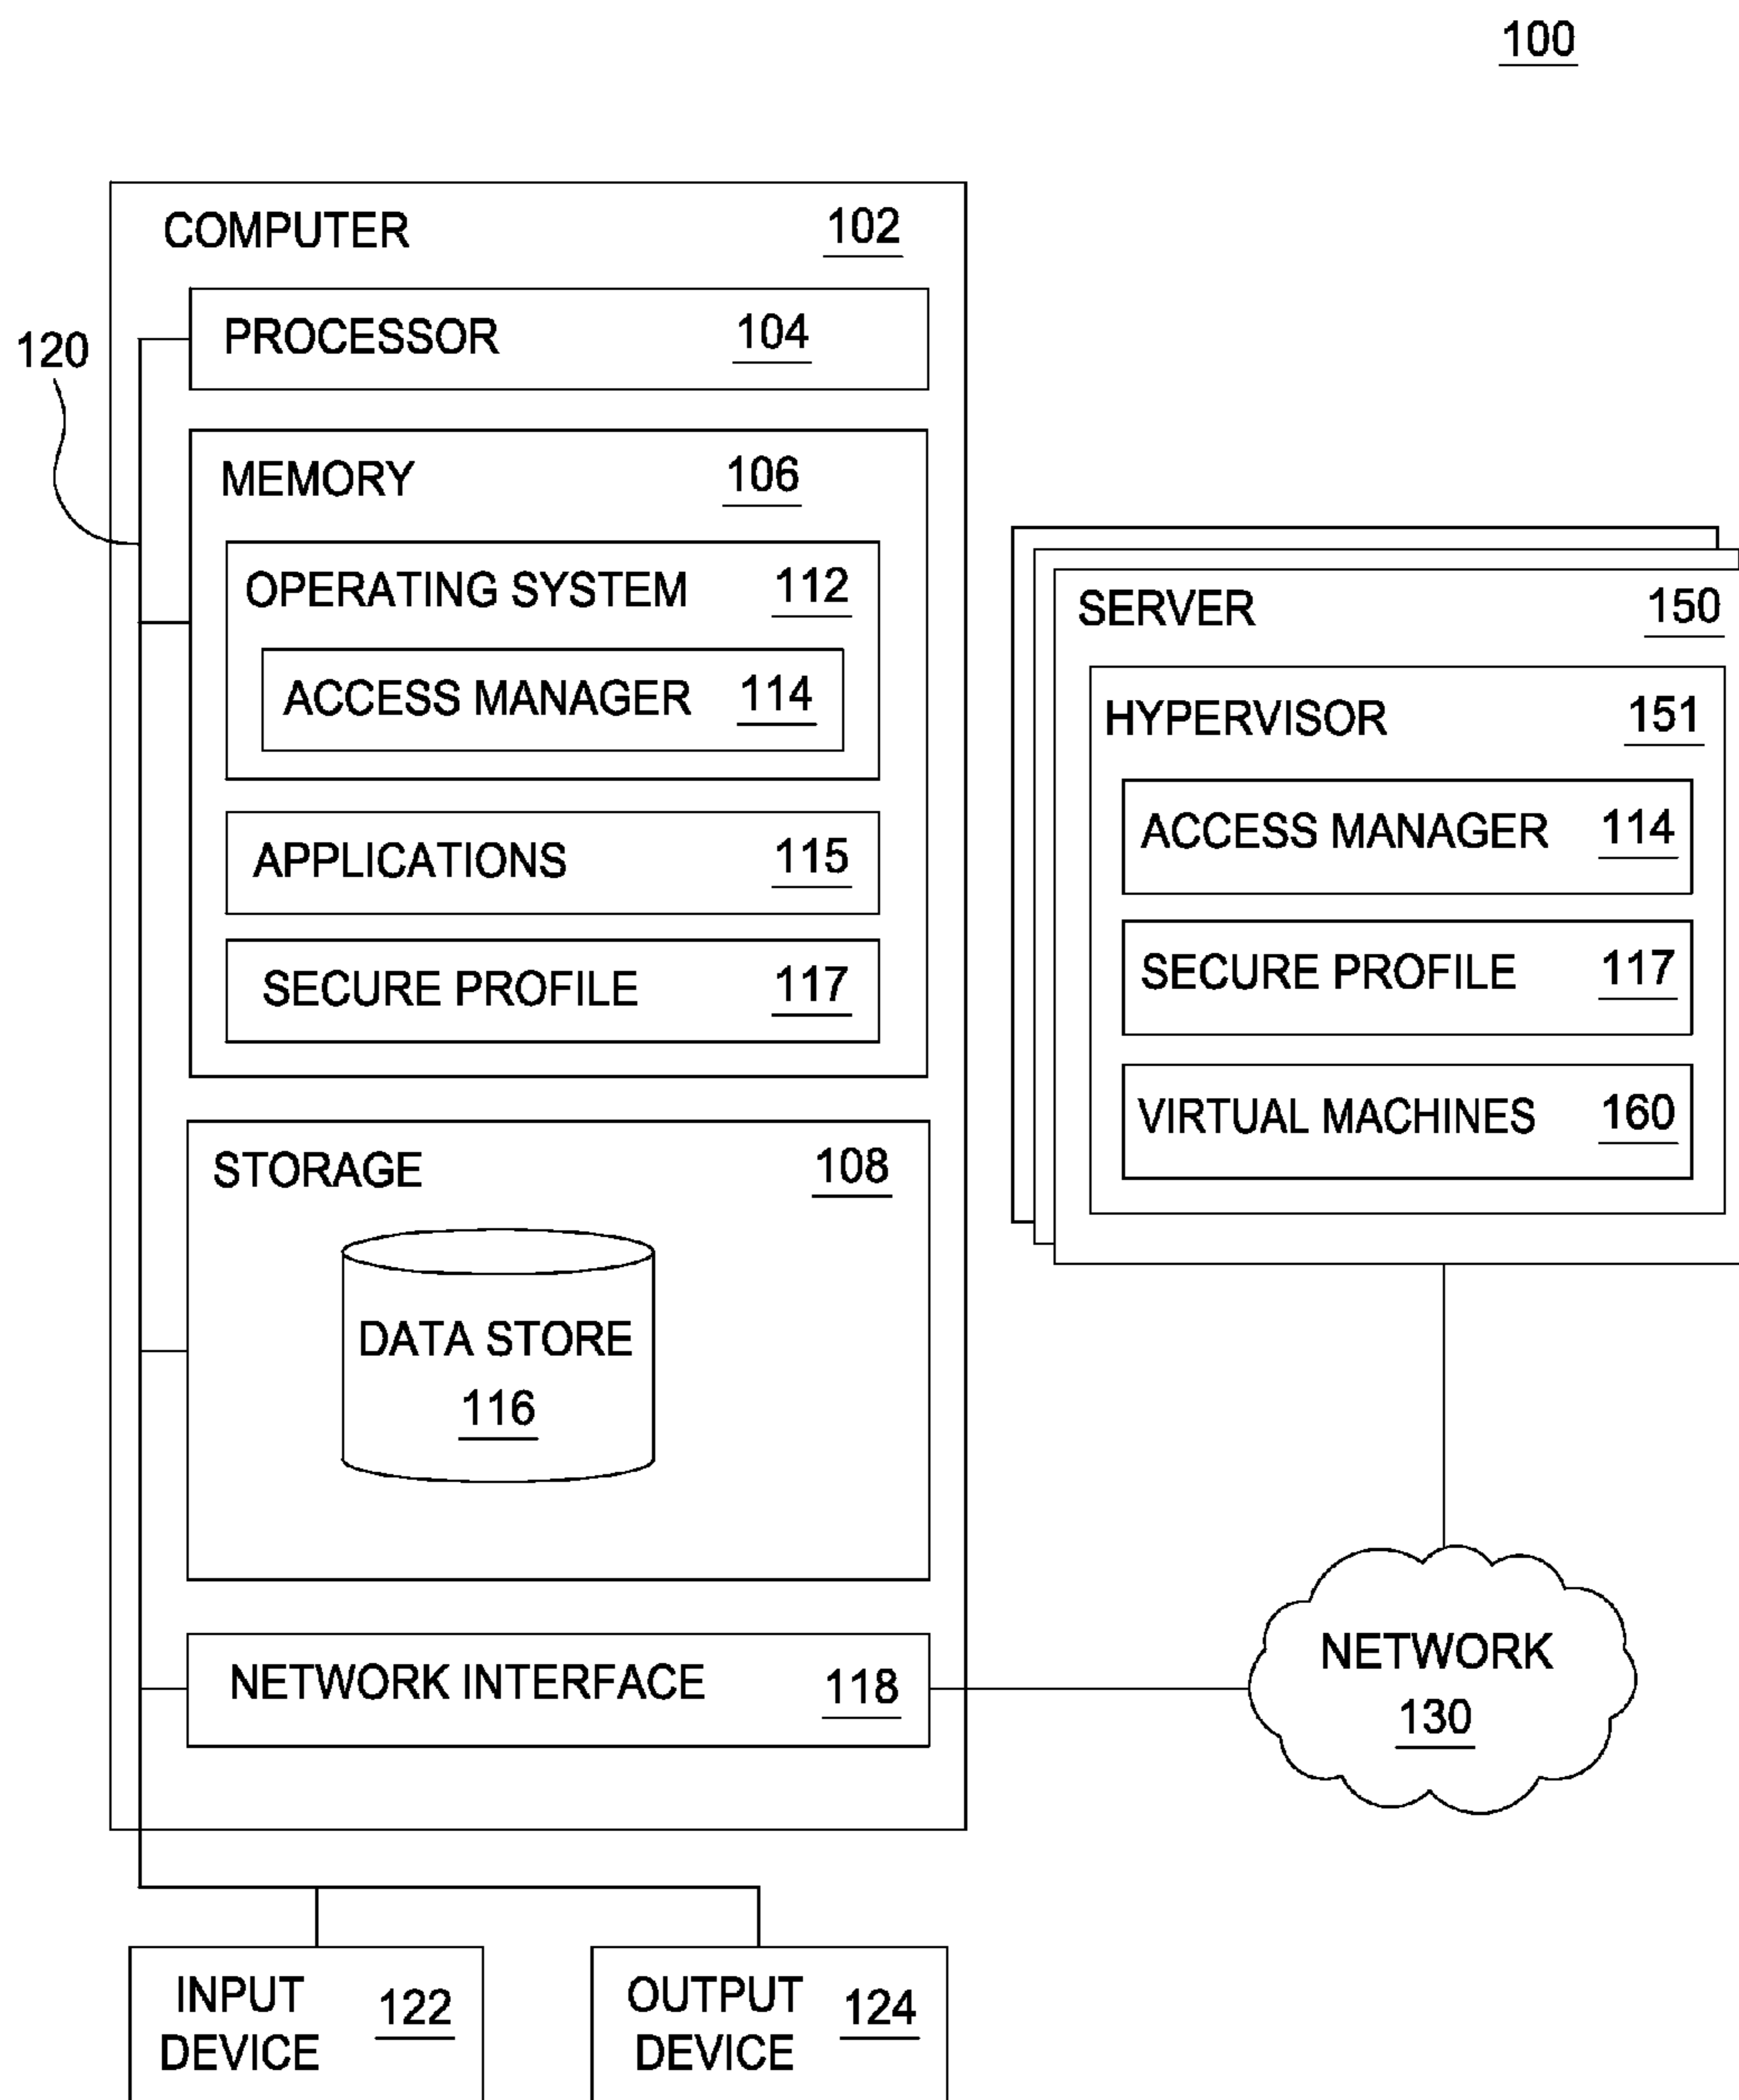 100
COMPUTER 102
120
PROCESSOR 104
MEMORY 106
OPERATING SYSTEM 112
ACCESS MANAGER 114
APPLICATIONS 115
SECURE PROFILE 117
STORAGE 108
DATA STORE
116
NETWORK INTERFACE 118
INPUT
DEVICE
122
OUTPUT
DEVICE
124
SERVER 150
HYPERVISOR 151
ACCESS MANAGER 114
SECURE PROFILE 117
VIRTUAL MACHINES 160
NETWORK
130